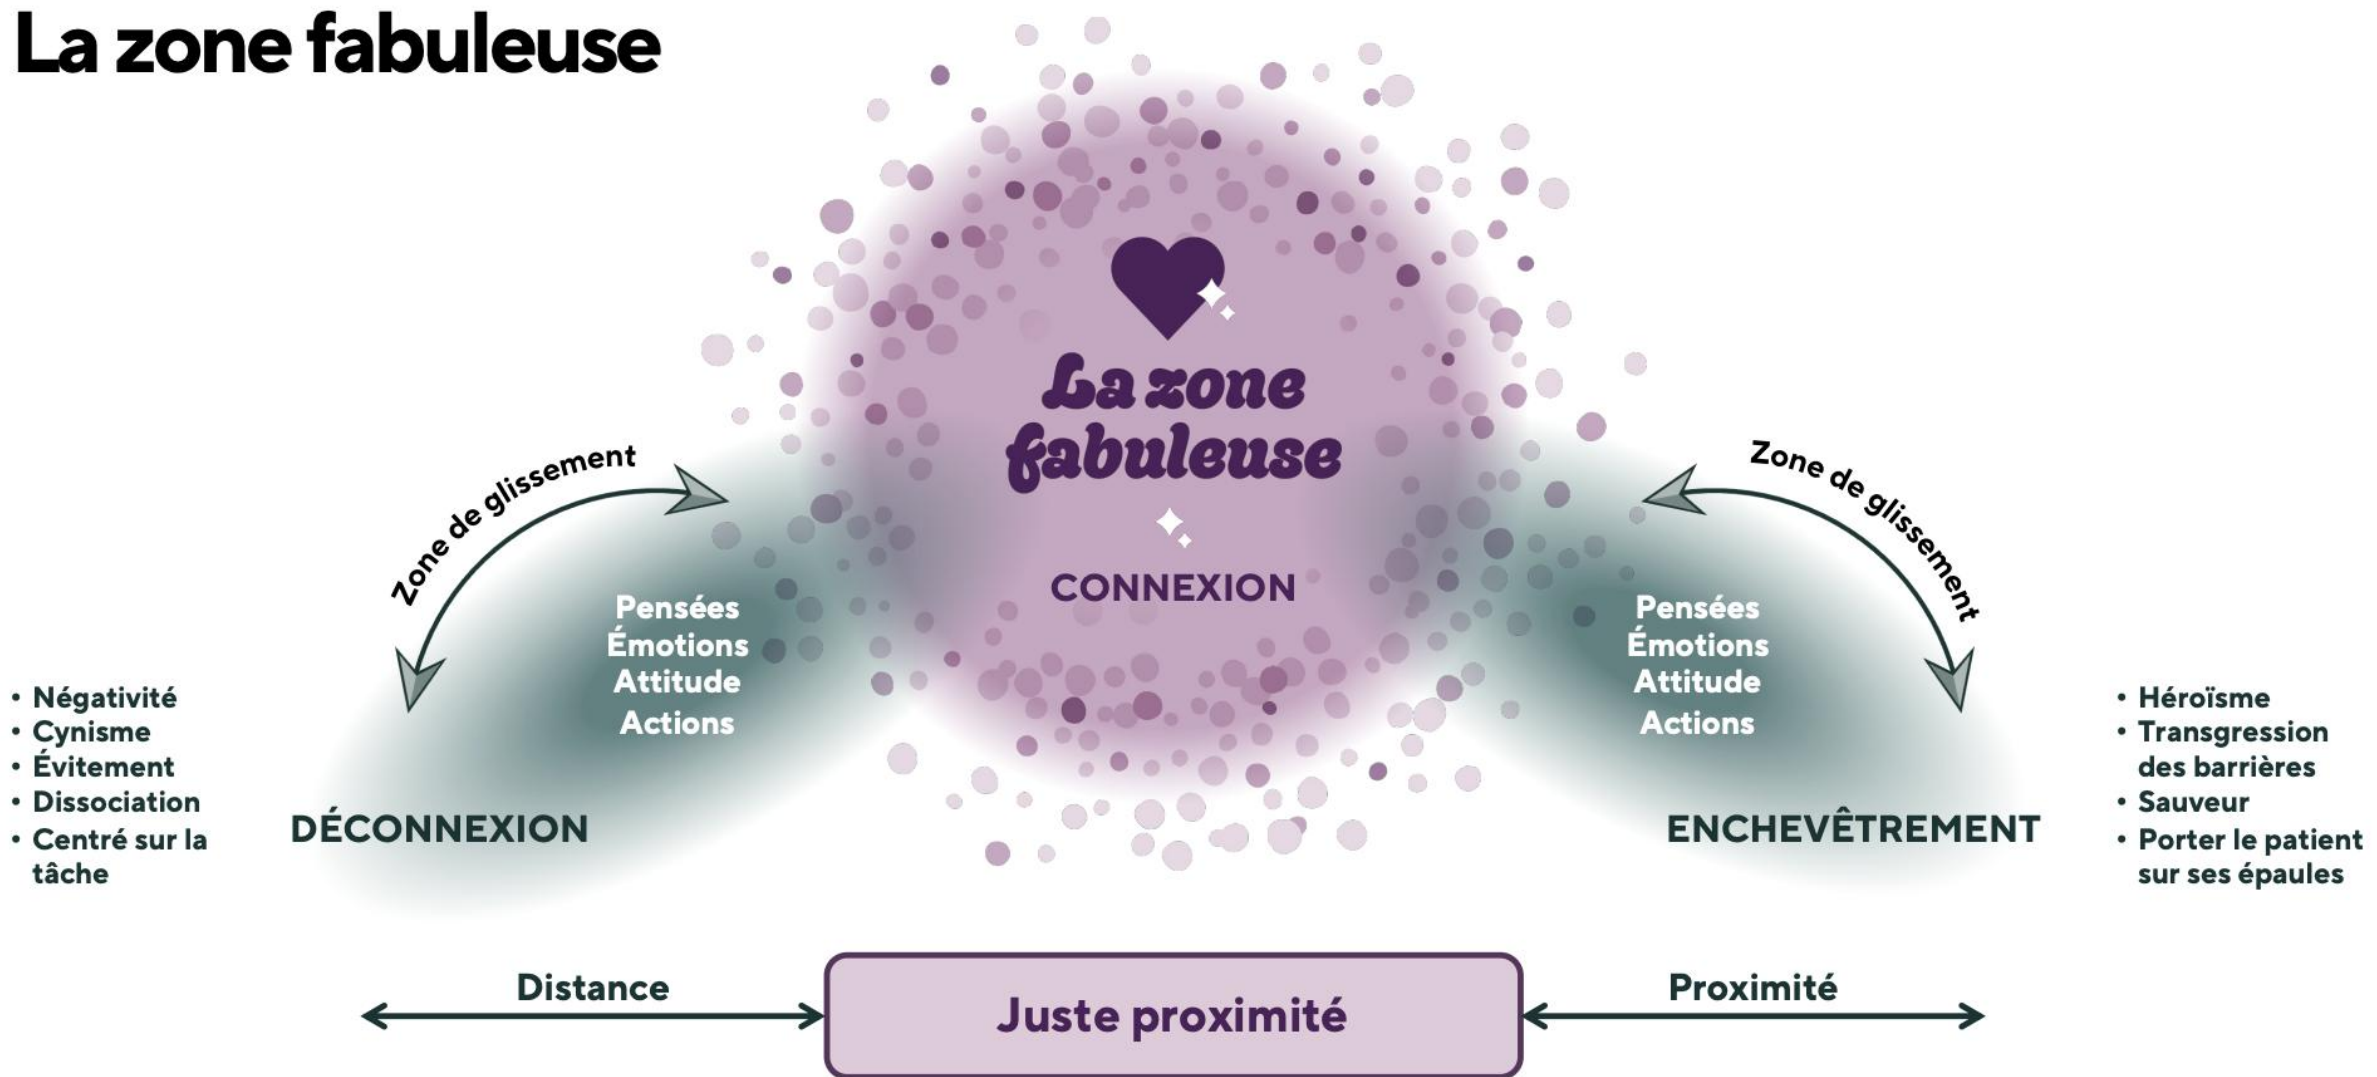 La zone fabuleuse
La zone
fabuleuse
CONNEXION
Zone de glissement
Pensées
Émotions
Attitude
Actions
• Négativité
• Cynisme
• Évitement
• Dissociation
• Centré sur la
tâche
DÉCONNEXION
Zone de glissement
Pensées
Émotions
Attitude
Actions
ENCHEVÊTREMENT
• Héroïsme
• Transgression
des barrières
• Sauveur
• Porter le patient
sur ses épaules
Distance
Juste proximité
Proximité